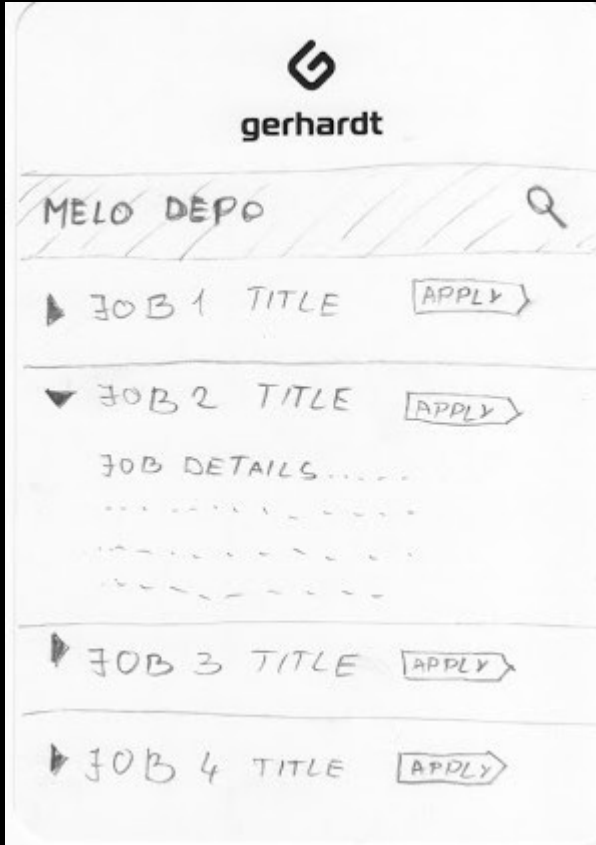 gerhardt
MELO DEPO
JOB 1 TITLE APPLY
JOB 2 TITLE APPLY
JOB DETAILS.....
JOB 3 TITLE APPLY
JOB 4 TITLE APPLY